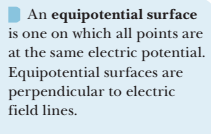 An equipotential surface
is one on which all points are
at the same electric potential.
Equipotential surfaces are
perpendicular to electric
field lines.